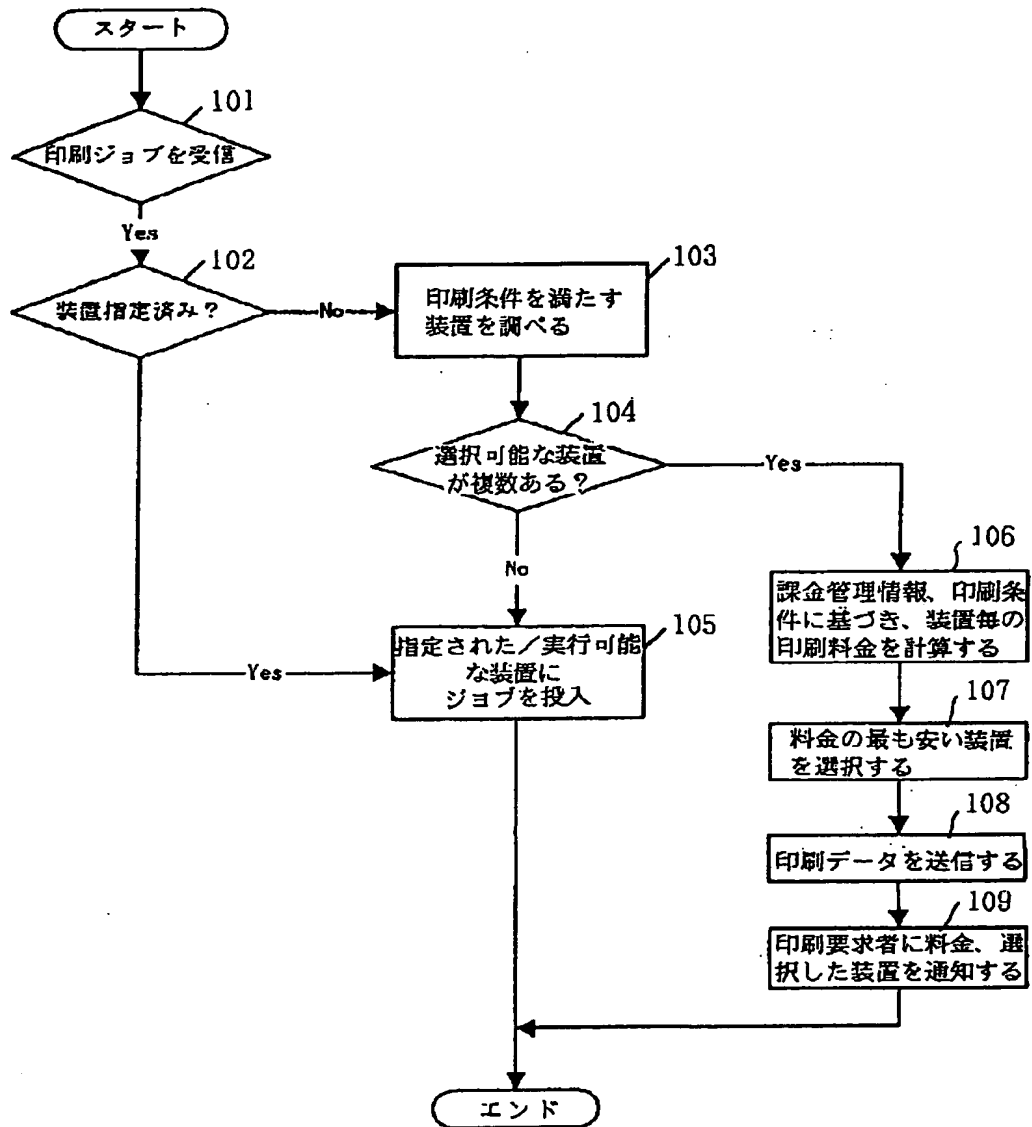 スタート
101
印刷ジョブを受信
Yes
102
装置指定済み？
No
103
印刷条件を満たす
装置を調べる
104
選択可能な装置
が複数ある？
Yes
No
105
指定された／実行可能
な装置に
ジョブを投入
Yes
106
課金管理情報、印刷条
件に基づき、装置毎の
印刷料金を計算する
107
料金の最も安い装置
を選択する
108
印刷データを送信する
109
印刷要求者に料金、選
択した装置を通知する
エンド